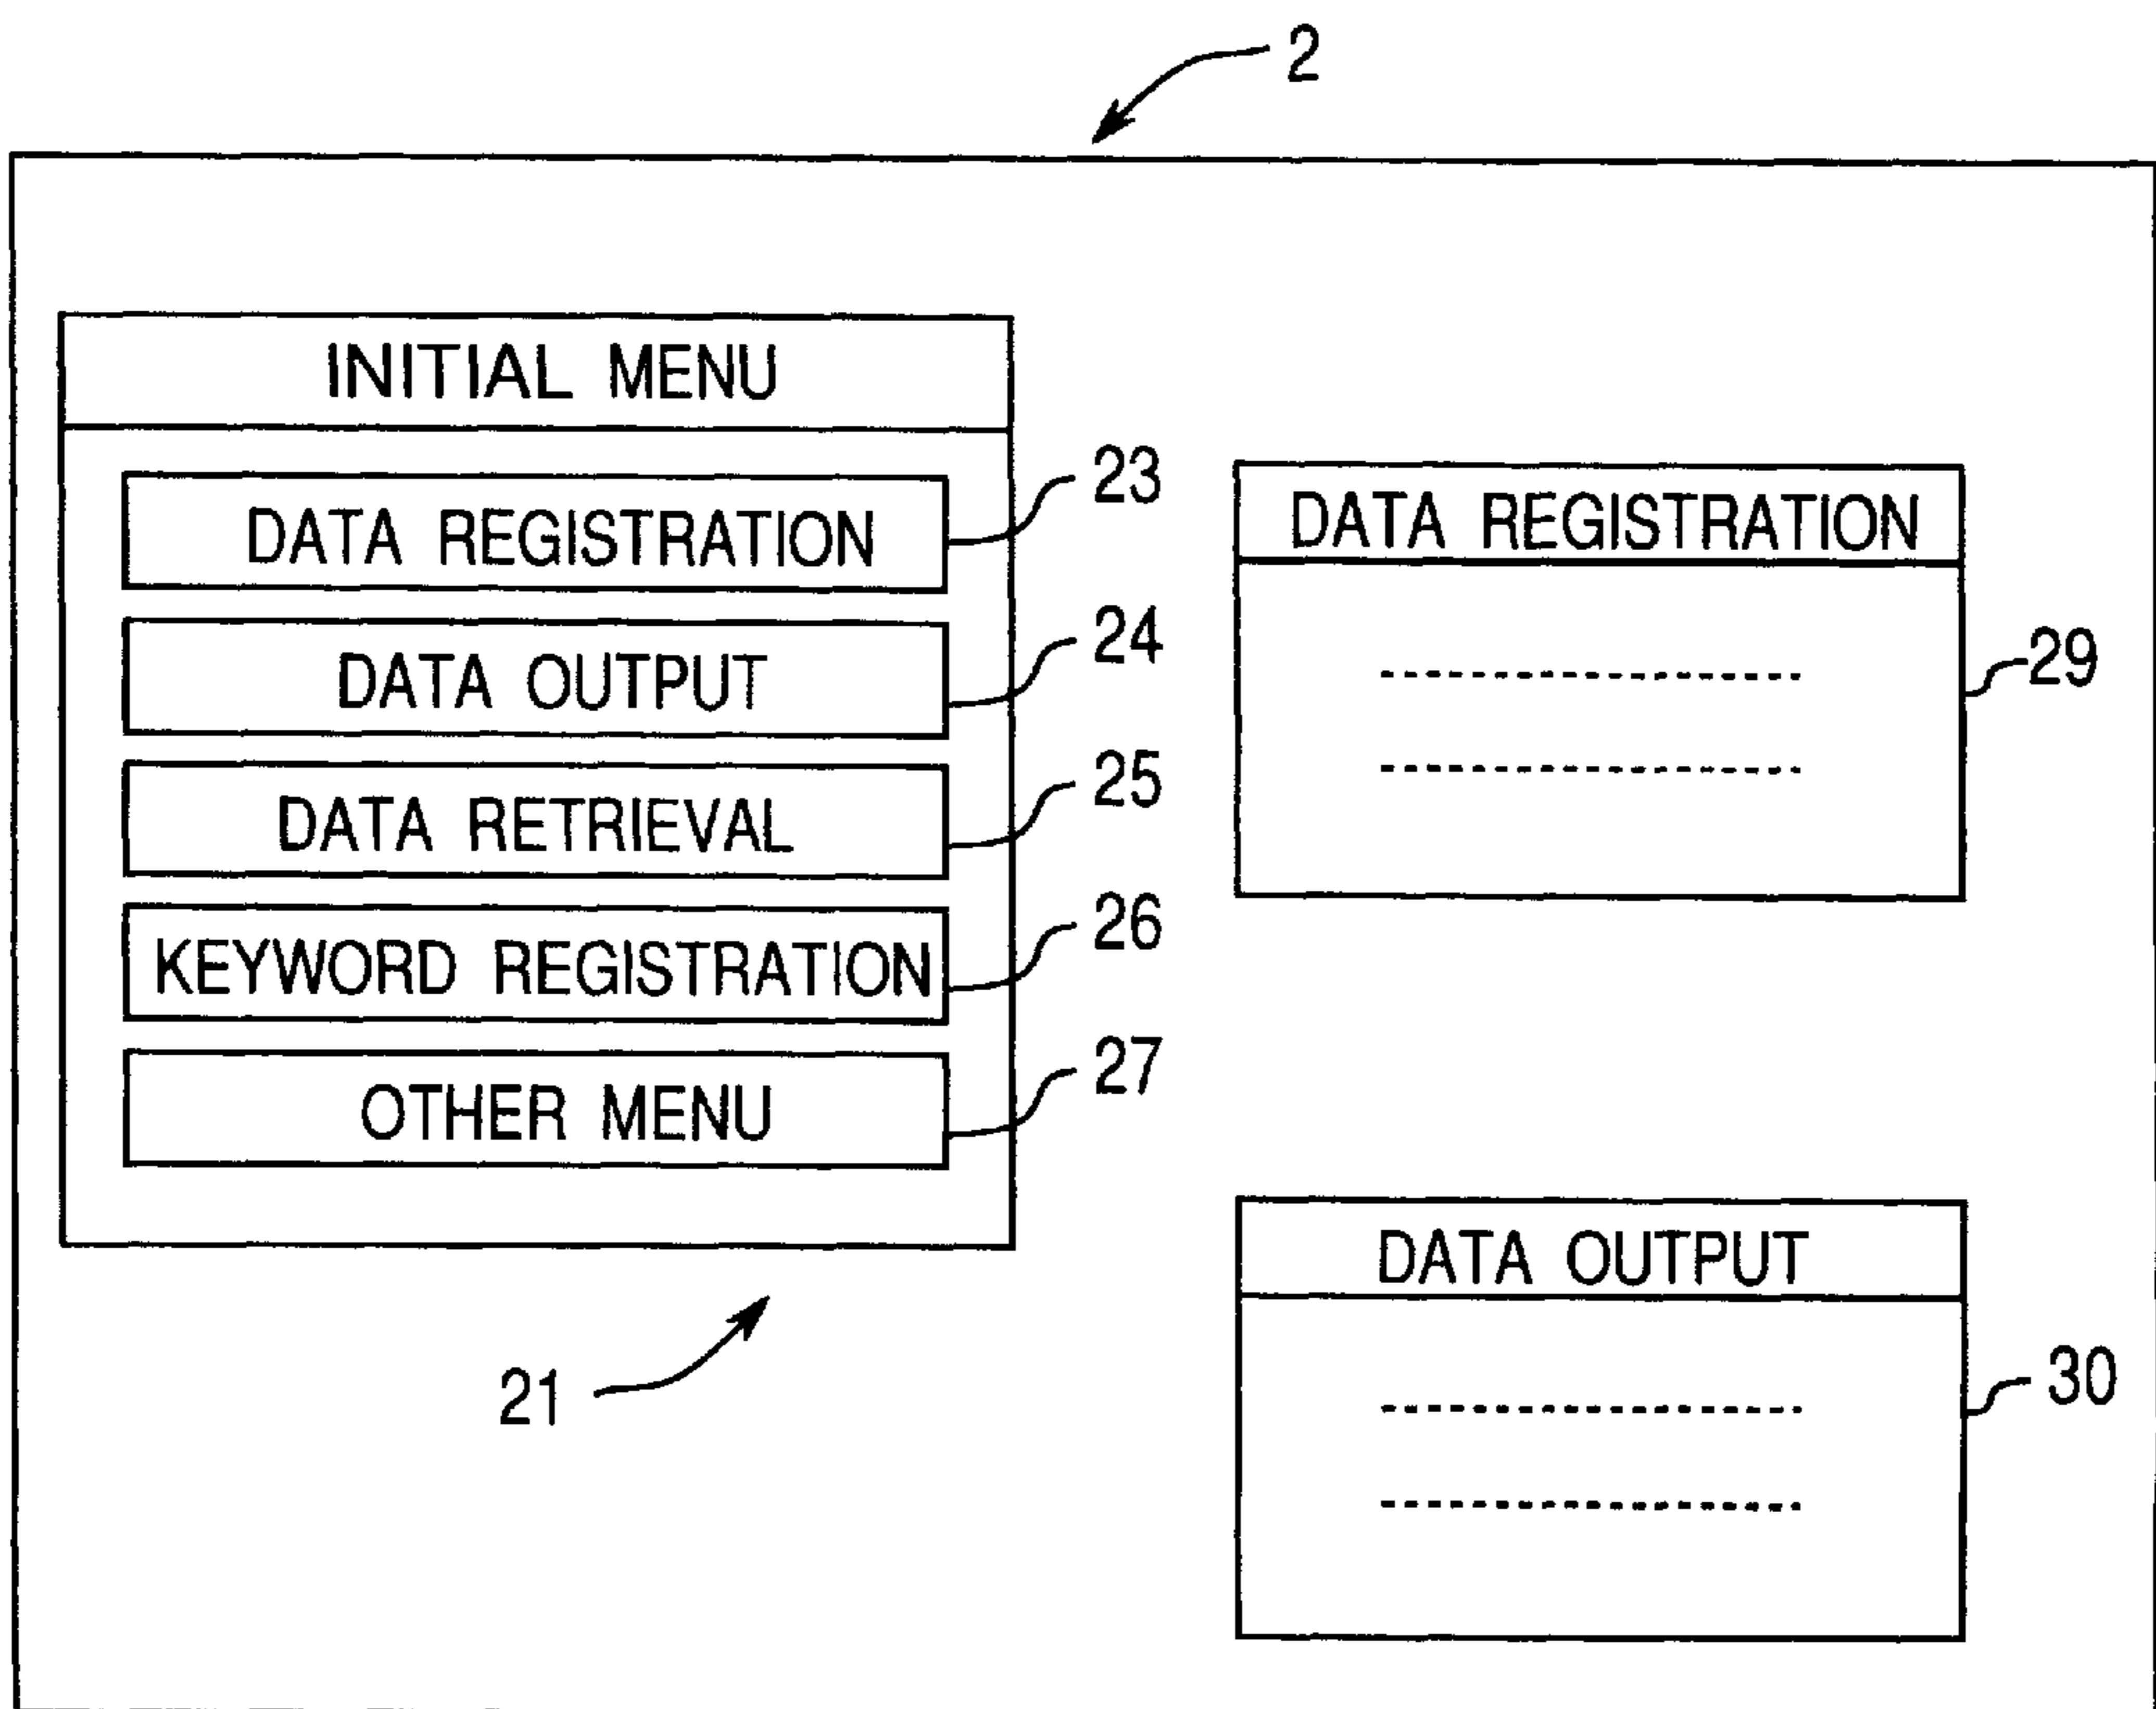 2
INITIAL MENU
DATA REGISTRATION
23
DATA OUTPUT
24
DATA RETRIEVAL
25
KEYWORD REGISTRATION
26
OTHER MENU
27
21
DATA REGISTRATION
29
DATA OUTPUT
30